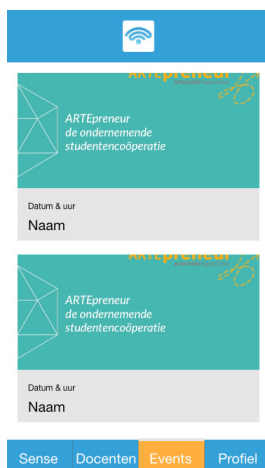 ARTEpreneur
ARTEpreneur
de ondernemende
studentencoöperatie
Datum & uur
Naam
ARTEpreneur
ARTEpreneur
de ondernemende
studentencoöperatie
Datum & uur
Naam
Sense Docenten Events Profiel